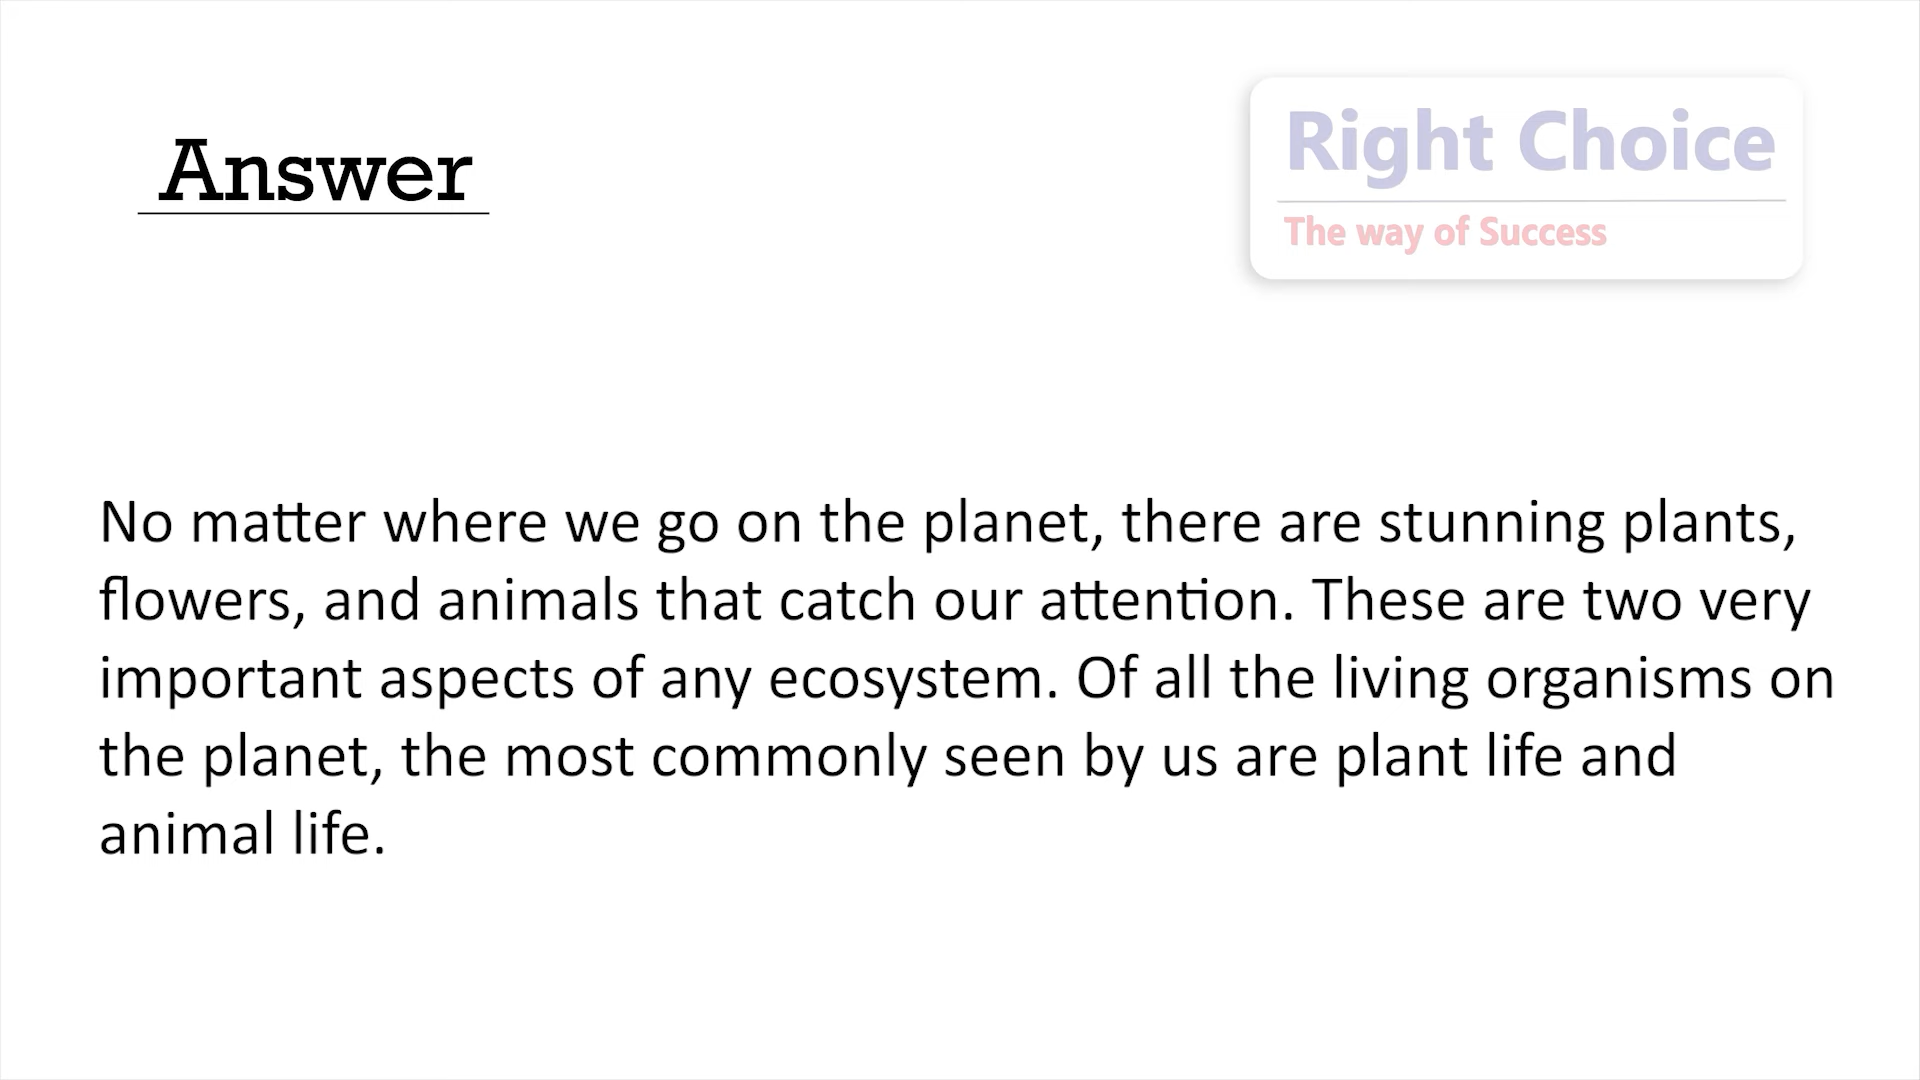 Answer
Right Choice
The way of Success
No matter where we go on the planet, there are stunning plants,
flowers, and animals that catch our attention. These are two very
important aspects of any ecosystem. Of all the living organisms on
the planet, the most commonly seen by us are plant life and
animal life.